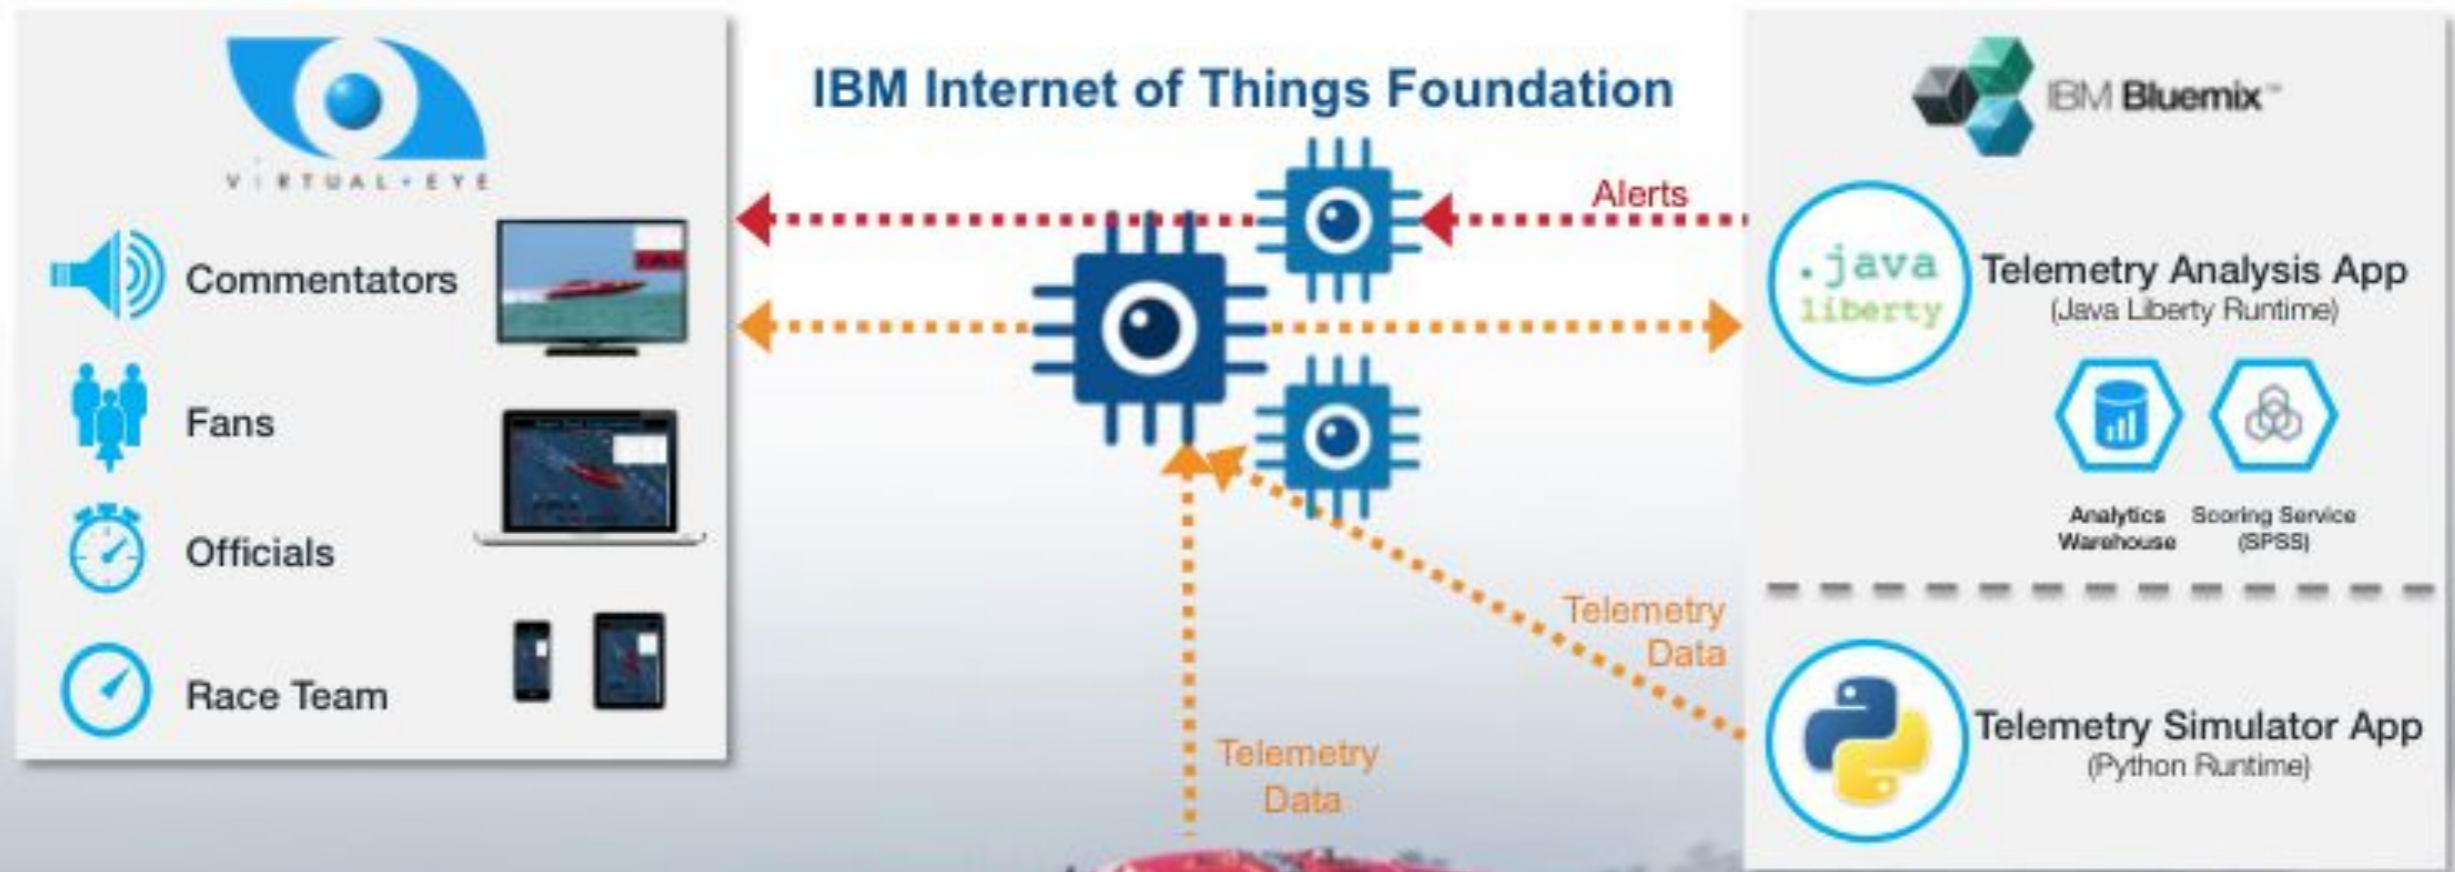 VIRTUAL•EYE
Commentators
Fans
Officials
Race Team
IBM Internet of Things Foundation
Alerts
Telemetry
Data
Telemetry
Data
IBM Bluemix™
.java
liberty
Telemetry Analysis App
(Java Liberty Runtime)
Analytics
Warehouse
Scoring Service
(SPSS)
Telemetry Simulator App
(Python Runtime)